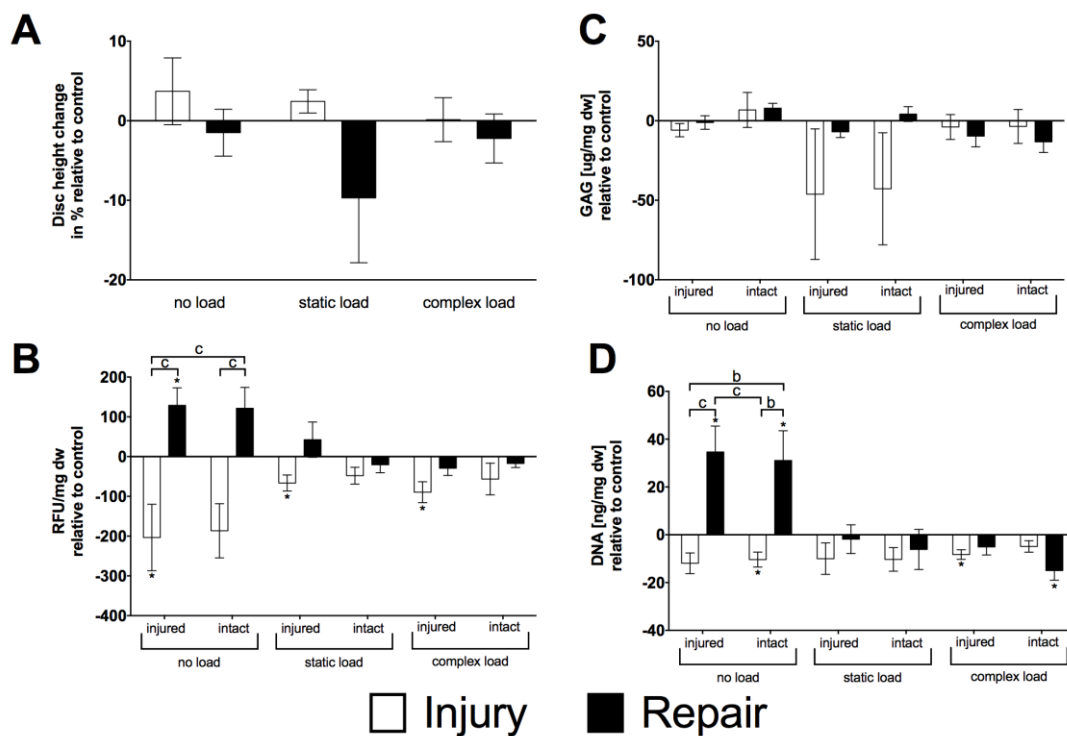 A
Disc height change
in % relative to control
10
0
-10
-20
no load
static load
complex load
C
GAG [ug/mg dw]
relative to control
50
0
-50
-100
injured
intact
injured
intact
injured
intact
no load
static load
complex load
B
RFU/mg dw
relative to control
200
100
0
-100
-200
-300
-400
c
c
c
*
*
*
*
injured
intact
injured
intact
injured
intact
no load
static load
complex load
D
DNA [ng/mg dw]
relative to control
60
40
20
0
-20
-40
b
c
c
b
*
*
*
*
*
injured
intact
injured
intact
injured
intact
no load
static load
complex load
Injury
Repair